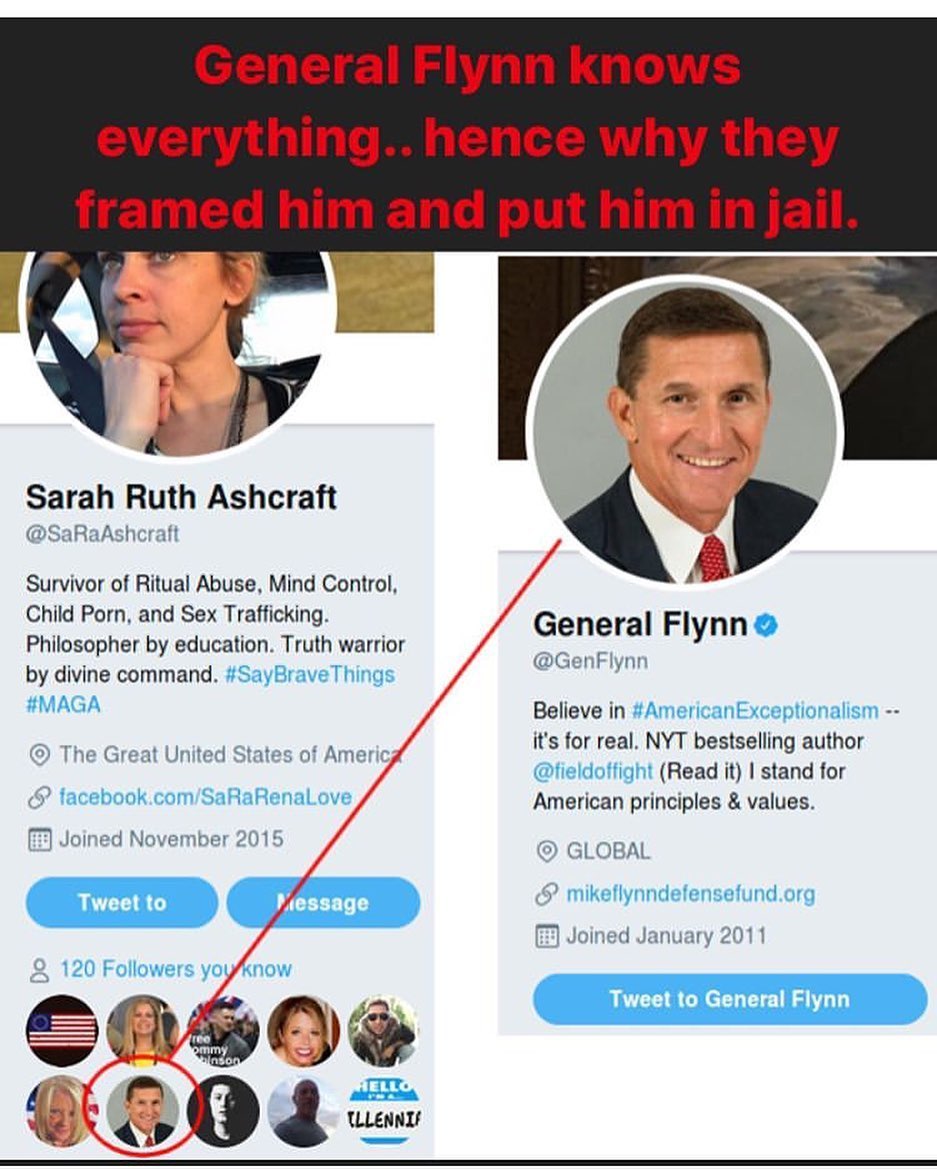 General Flynn knows
everything.. hence why they
framed him and put him in jail.
Sarah Ruth Ashcraft
@SaRaAshcraft
Survivor of Ritual Abuse, Mind Control,
Child Porn, and Sex Trafficking.
Philosopher by education. Truth warrior
by divine command. #SayBraveThings
#MAGA
The Great United States of America
facebook.com/SaRaRenaLove
Joined November 2015
Tweet to
Message
120 Followers you know
ree
ommy
binson
HELLO
I'M A...
ILLENNIA
General Flynn
@GenFlynn
Believe in #AmericanExceptionalism --
it's for real. NYT bestselling author
@fieldoffight (Read it) I stand for
American principles & values.
GLOBAL
mikeflynndefensefund.org
Joined January 2011
Tweet to General Flynn